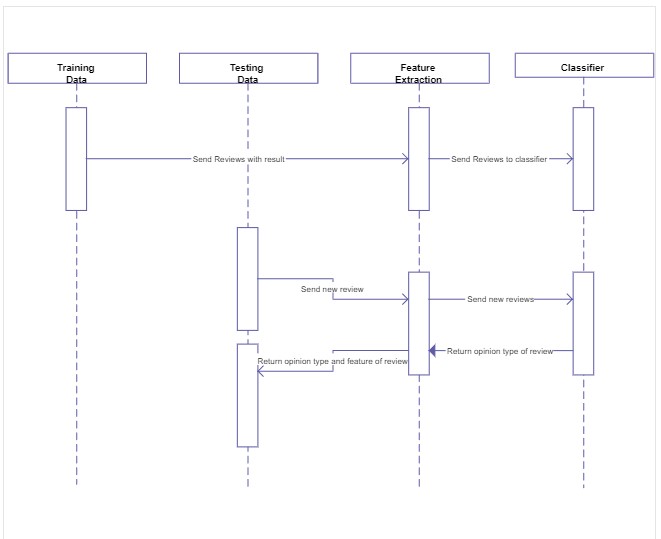 Training
Data
Testing
Data
Feature
Extraction
Classifier
Send Reviews with result
Send Reviews to classifier
Send new review
Send new reviews
Return opinion type of review
Return opinion type and feature of review